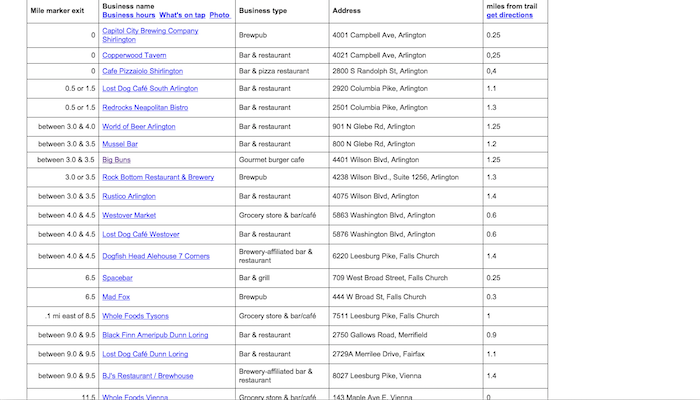 Mile marker exit Business name Business hours What's on tap Photo Business type Address miles from trail get directions
0 Capitol City Brewing Company Shirlington Brewpub 4001 Campbell Ave, Arlington 0.25
0 Copperwood Tavern Bar & restaurant 4021 Campbell Ave, Arlington 0,25
0 Cafe Pizzaiolo Shirlington Bar & pizza restaurant 2800 S Randolph St, Arlington 0,4
0.5 or 1.5 Lost Dog Café South Arlington Bar & restaurant 2920 Columbia Pike, Arlington 1.1
0.5 or 1.5 Redrocks Neapolitan Bistro Bar & restaurant 2501 Columbia Pike, Arlington 1.3
between 3.0 & 4.0 World of Beer Arlington Bar & restaurant 901 N Glebe Rd, Arlington 1.25
between 3.0 & 3.5 Mussel Bar Bar & restaurant 800 N Glebe Rd, Arlington 1.2
between 3.0 & 3.5 Big Buns Gourmet burger cafe 4401 Wilson Blvd, Arlington 1.25
3.0 or 3.5 Rock Bottom Restaurant & Brewery Brewpub 4238 Wilson Blvd., Suite 1256, Arlington 1.3
between 3.0 & 3.5 Rustico Arlington Bar & restaurant 4075 Wilson Blvd, Arlington 1.4
between 4.0 & 4.5 Westover Market Grocery store & bar/café 5863 Washington Blvd, Arlington 0.6
between 4.0 & 4.5 Lost Dog Café Westover Bar & restaurant 5876 Washington Blvd, Arlington 0.6
between 4.0 & 4.5 Dogfish Head Alehouse 7 Corners Brewery-affiliated bar & restaurant 6220 Leesburg Pike, Falls Church 1.4
6.5 Spacebar Bar & grill 709 West Broad Street, Falls Church 0.25
6.5 Mad Fox Brewpub 444 W Broad St, Falls Church 0.3
.1 mi east of 8.5 Whole Foods Tysons Grocery store & bar/café 7511 Leesburg Pike, Falls Church 1
between 9.0 & 9.5 Black Finn Ameripub Dunn Loring Bar & restaurant 2750 Gallows Road, Merrifield 0.9
between 9.0 & 9.5 Lost Dog Café Dunn Loring Bar & restaurant 2729A Merrilee Drive, Fairfax 1.1
between 9.0 & 9.5 BJ's Restaurant / Brewhouse Brewery-affiliated bar & restaurant 8027 Leesburg Pike, Vienna 1.4
11.5 Whole Foods Vienna Grocery store & bar/café 143 Maple Ave E, Vienna 0